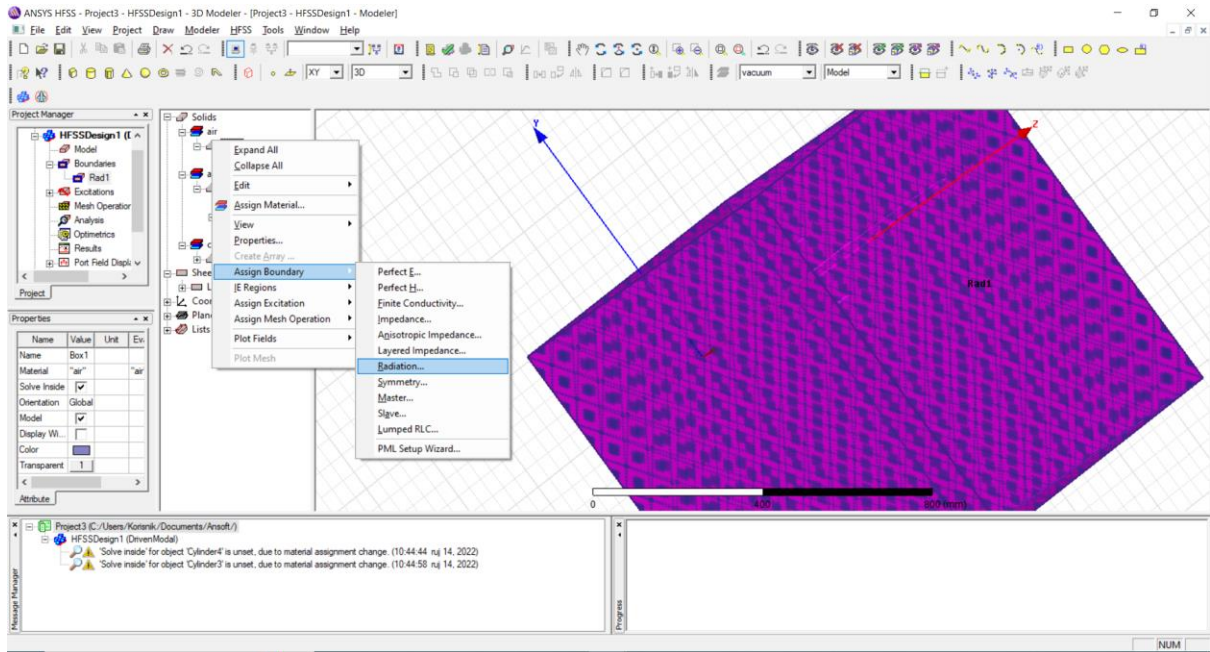 ANSYS HFSS - Project3 - HFSSDesign1 - 3D Modeler - [Project3 - HFSSDesign1 - Modeler]
File Edit View Project Draw Modeler HFSS Tools Window Help
XY 3D vacuum Model
Project Manager
HFSSDesign1 (D
Model
Boundaries
Rad1
Excitations
Mesh Operation
Analysis
Optimetrics
Results
Port Field Displa
Project
Properties
Name Value Unit Ev
Name Box1
Material "air" "air
Solve Inside
Orientation Global
Model
Display Wi...
Color
Transparent 1
Attribute
Solids
air
a
c
Shee
L
Coor
Plan
Lists
Expand All
Collapse All
Edit
Assign Material...
View
Properties...
Create Array ...
Assign Boundary
IE Regions
Assign Excitation
Assign Mesh Operation
Plot Fields
Plot Mesh
Perfect E...
Perfect H...
Finite Conductivity...
Impedance...
Anisotropic Impedance...
Layered Impedance...
Radiation...
Symmetry...
Master...
Slave...
Lumped RLC...
PML Setup Wizard...
Y
Z
Rad1
0 400 800 (mm)
Message Manager
Project3 (C:/Users/Korisnik/Documents/Ansoft/)
HFSSDesign1 (DrivenModal)
'Solve inside' for object 'Cylinder4' is unset, due to material assignment change. (10:44:44 ruj 14, 2022)
'Solve inside' for object 'Cylinder3' is unset, due to material assignment change. (10:44:58 ruj 14, 2022)
Progress
NUM